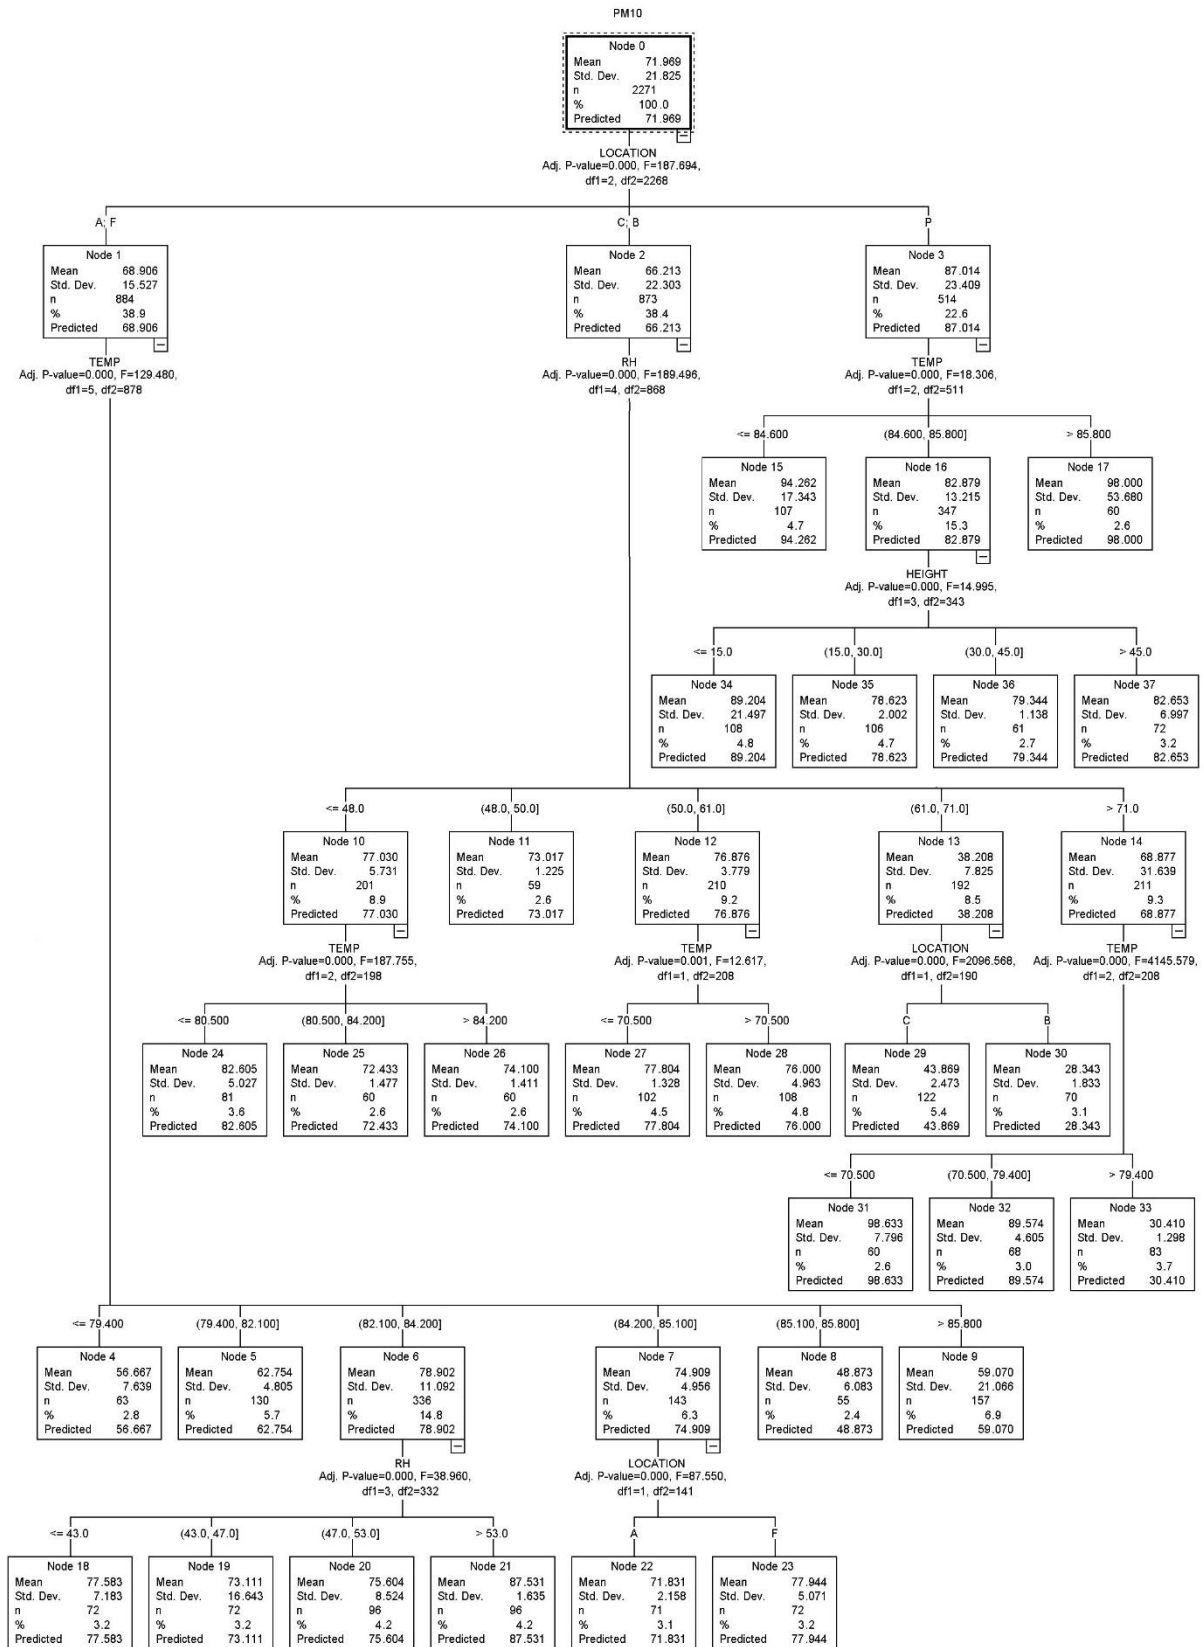 PM10
Node 0
Mean 71.969
Std. Dev. 21.825
n 2271
% 100.0
Predicted 71.969
LOCATION
Adj. P-value=0.000, F=187.694,
df1=2, df2=2268
A; F
C; B
P
Node 1
Mean 68.906
Std. Dev. 15.527
n 884
% 38.9
Predicted 68.906
Node 2
Mean 66.213
Std. Dev. 22.303
n 873
% 38.4
Predicted 66.213
Node 3
Mean 87.014
Std. Dev. 23.409
n 514
% 22.6
Predicted 87.014
TEMP
Adj. P-value=0.000, F=129.480,
df1=5, df2=878
RH
Adj. P-value=0.000, F=189.496,
df1=4, df2=868
TEMP
Adj. P-value=0.000, F=18.306,
df1=2, df2=511
<= 84.600
(84.600, 85.800]
> 85.800
Node 15
Mean 94.262
Std. Dev. 17.343
n 107
% 4.7
Predicted 94.262
Node 16
Mean 82.879
Std. Dev. 13.215
n 347
% 15.3
Predicted 82.879
Node 17
Mean 98.000
Std. Dev. 53.680
n 60
% 2.6
Predicted 98.000
HEIGHT
Adj. P-value=0.000, F=14.995,
df1=3, df2=343
<= 15.0
(15.0, 30.0]
(30.0, 45.0]
> 45.0
Node 34
Mean 89.204
Std. Dev. 21.497
n 108
% 4.8
Predicted 89.204
Node 35
Mean 78.623
Std. Dev. 2.002
n 106
% 4.7
Predicted 78.623
Node 36
Mean 79.344
Std. Dev. 1.138
n 61
% 2.7
Predicted 79.344
Node 37
Mean 82.653
Std. Dev. 6.997
n 72
% 3.2
Predicted 82.653
<= 48.0
(48.0, 50.0]
(50.0, 61.0]
(61.0, 71.0]
> 71.0
Node 10
Mean 77.030
Std. Dev. 5.731
n 201
% 8.9
Predicted 77.030
Node 11
Mean 73.017
Std. Dev. 1.225
n 59
% 2.6
Predicted 73.017
Node 12
Mean 76.876
Std. Dev. 3.779
n 210
% 9.2
Predicted 76.876
Node 13
Mean 38.208
Std. Dev. 7.825
n 192
% 8.5
Predicted 38.208
Node 14
Mean 68.877
Std. Dev. 31.639
n 211
% 9.3
Predicted 68.877
TEMP
Adj. P-value=0.000, F=187.755,
df1=2, df2=198
TEMP
Adj. P-value=0.001, F=12.617,
df1=1, df2=208
LOCATION
Adj. P-value=0.000, F=2096.568,
df1=1, df2=190
TEMP
Adj. P-value=0.000, F=4145.579,
df1=2, df2=208
<= 80.500
(80.500, 84.200]
> 84.200
<= 70.500
> 70.500
C
B
Node 24
Mean 82.605
Std. Dev. 5.027
n 81
% 3.6
Predicted 82.605
Node 25
Mean 72.433
Std. Dev. 1.477
n 60
% 2.6
Predicted 72.433
Node 26
Mean 74.100
Std. Dev. 1.411
n 60
% 2.6
Predicted 74.100
Node 27
Mean 77.804
Std. Dev. 1.328
n 102
% 4.5
Predicted 77.804
Node 28
Mean 76.000
Std. Dev. 4.963
n 108
% 4.8
Predicted 76.000
Node 29
Mean 43.869
Std. Dev. 2.473
n 122
% 5.4
Predicted 43.869
Node 30
Mean 28.343
Std. Dev. 1.833
n 70
% 3.1
Predicted 28.343
<= 70.500
(70.500, 79.400]
> 79.400
Node 31
Mean 98.633
Std. Dev. 7.796
n 60
% 2.6
Predicted 98.633
Node 32
Mean 89.574
Std. Dev. 4.605
n 68
% 3.0
Predicted 89.574
Node 33
Mean 30.410
Std. Dev. 1.298
n 83
% 3.7
Predicted 30.410
<= 79.400
(79.400, 82.100]
(82.100, 84.200]
(84.200, 85.100]
(85.100, 85.800]
> 85.800
Node 4
Mean 56.667
Std. Dev. 7.639
n 63
% 2.8
Predicted 56.667
Node 5
Mean 62.754
Std. Dev. 4.805
n 130
% 5.7
Predicted 62.754
Node 6
Mean 78.902
Std. Dev. 11.092
n 336
% 14.8
Predicted 78.902
Node 7
Mean 74.909
Std. Dev. 4.956
n 143
% 6.3
Predicted 74.909
Node 8
Mean 48.873
Std. Dev. 6.083
n 55
% 2.4
Predicted 48.873
Node 9
Mean 59.070
Std. Dev. 21.066
n 157
% 6.9
Predicted 59.070
RH
Adj. P-value=0.000, F=38.960,
df1=3, df2=332
LOCATION
Adj. P-value=0.000, F=87.550,
df1=1, df2=141
<= 43.0
(43.0, 47.0]
(47.0, 53.0]
> 53.0
A
F
Node 18
Mean 77.583
Std. Dev. 7.183
n 72
% 3.2
Predicted 77.583
Node 19
Mean 73.111
Std. Dev. 16.643
n 72
% 3.2
Predicted 73.111
Node 20
Mean 75.604
Std. Dev. 8.524
n 96
% 4.2
Predicted 75.604
Node 21
Mean 87.531
Std. Dev. 1.635
n 96
% 4.2
Predicted 87.531
Node 22
Mean 71.831
Std. Dev. 2.158
n 71
% 3.1
Predicted 71.831
Node 23
Mean 77.944
Std. Dev. 5.071
n 72
% 3.2
Predicted 77.944